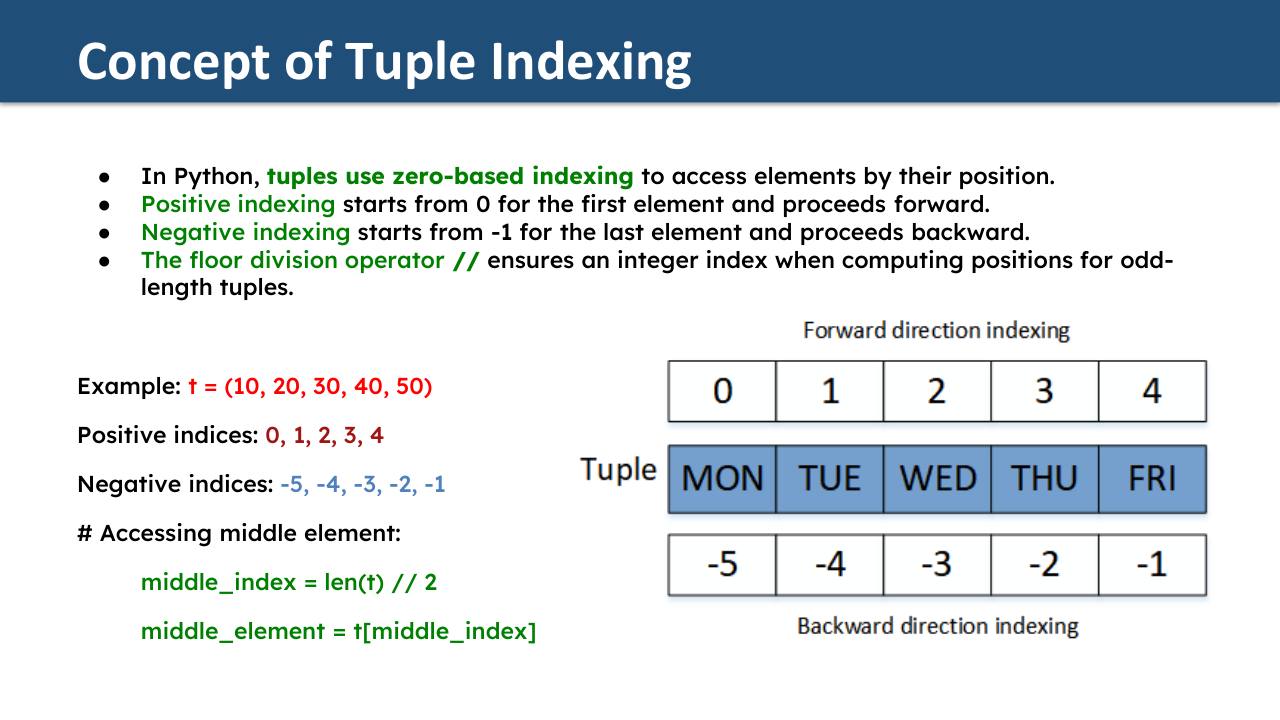 Concept of Tuple Indexing
● In Python, tuples use zero-based indexing to access elements by their position.
● Positive indexing starts from 0 for the first element and proceeds forward.
● Negative indexing starts from -1 for the last element and proceeds backward.
● The floor division operator // ensures an integer index when computing positions for odd-
length tuples.
Example: t = (10, 20, 30, 40, 50)
Positive indices: 0, 1, 2, 3, 4
Negative indices: -5, -4, -3, -2, -1
# Accessing middle element:
middle_index = len(t) // 2
middle_element = t[middle_index]
Forward direction indexing
0 1 2 3 4
Tuple MON TUE WED THU FRI
-5 -4 -3 -2 -1
Backward direction indexing